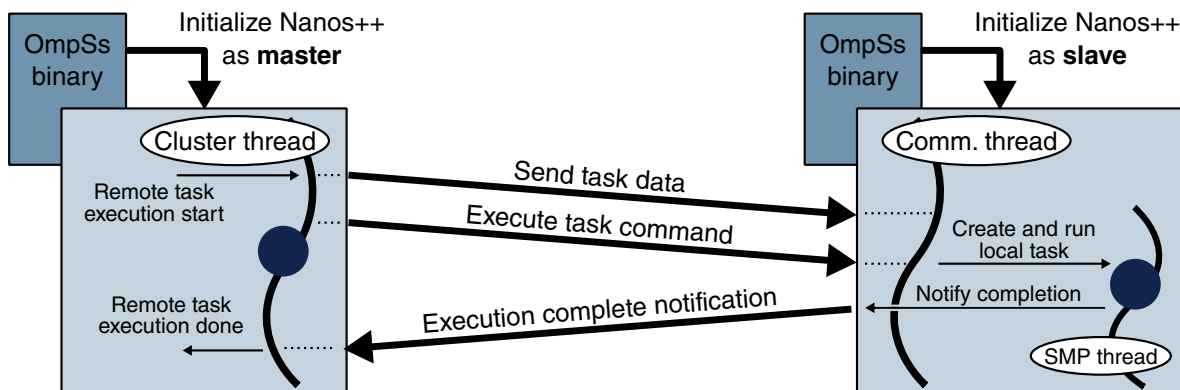 OmpSs
binary
Initialize Nanos++
as master
Cluster thread
Remote task
execution start
Remote task
execution done
Send task data
Execute task command
Execution complete notification
OmpSs
binary
Initialize Nanos++
as slave
Comm. thread
Create and run
local task
Notify completion
SMP thread